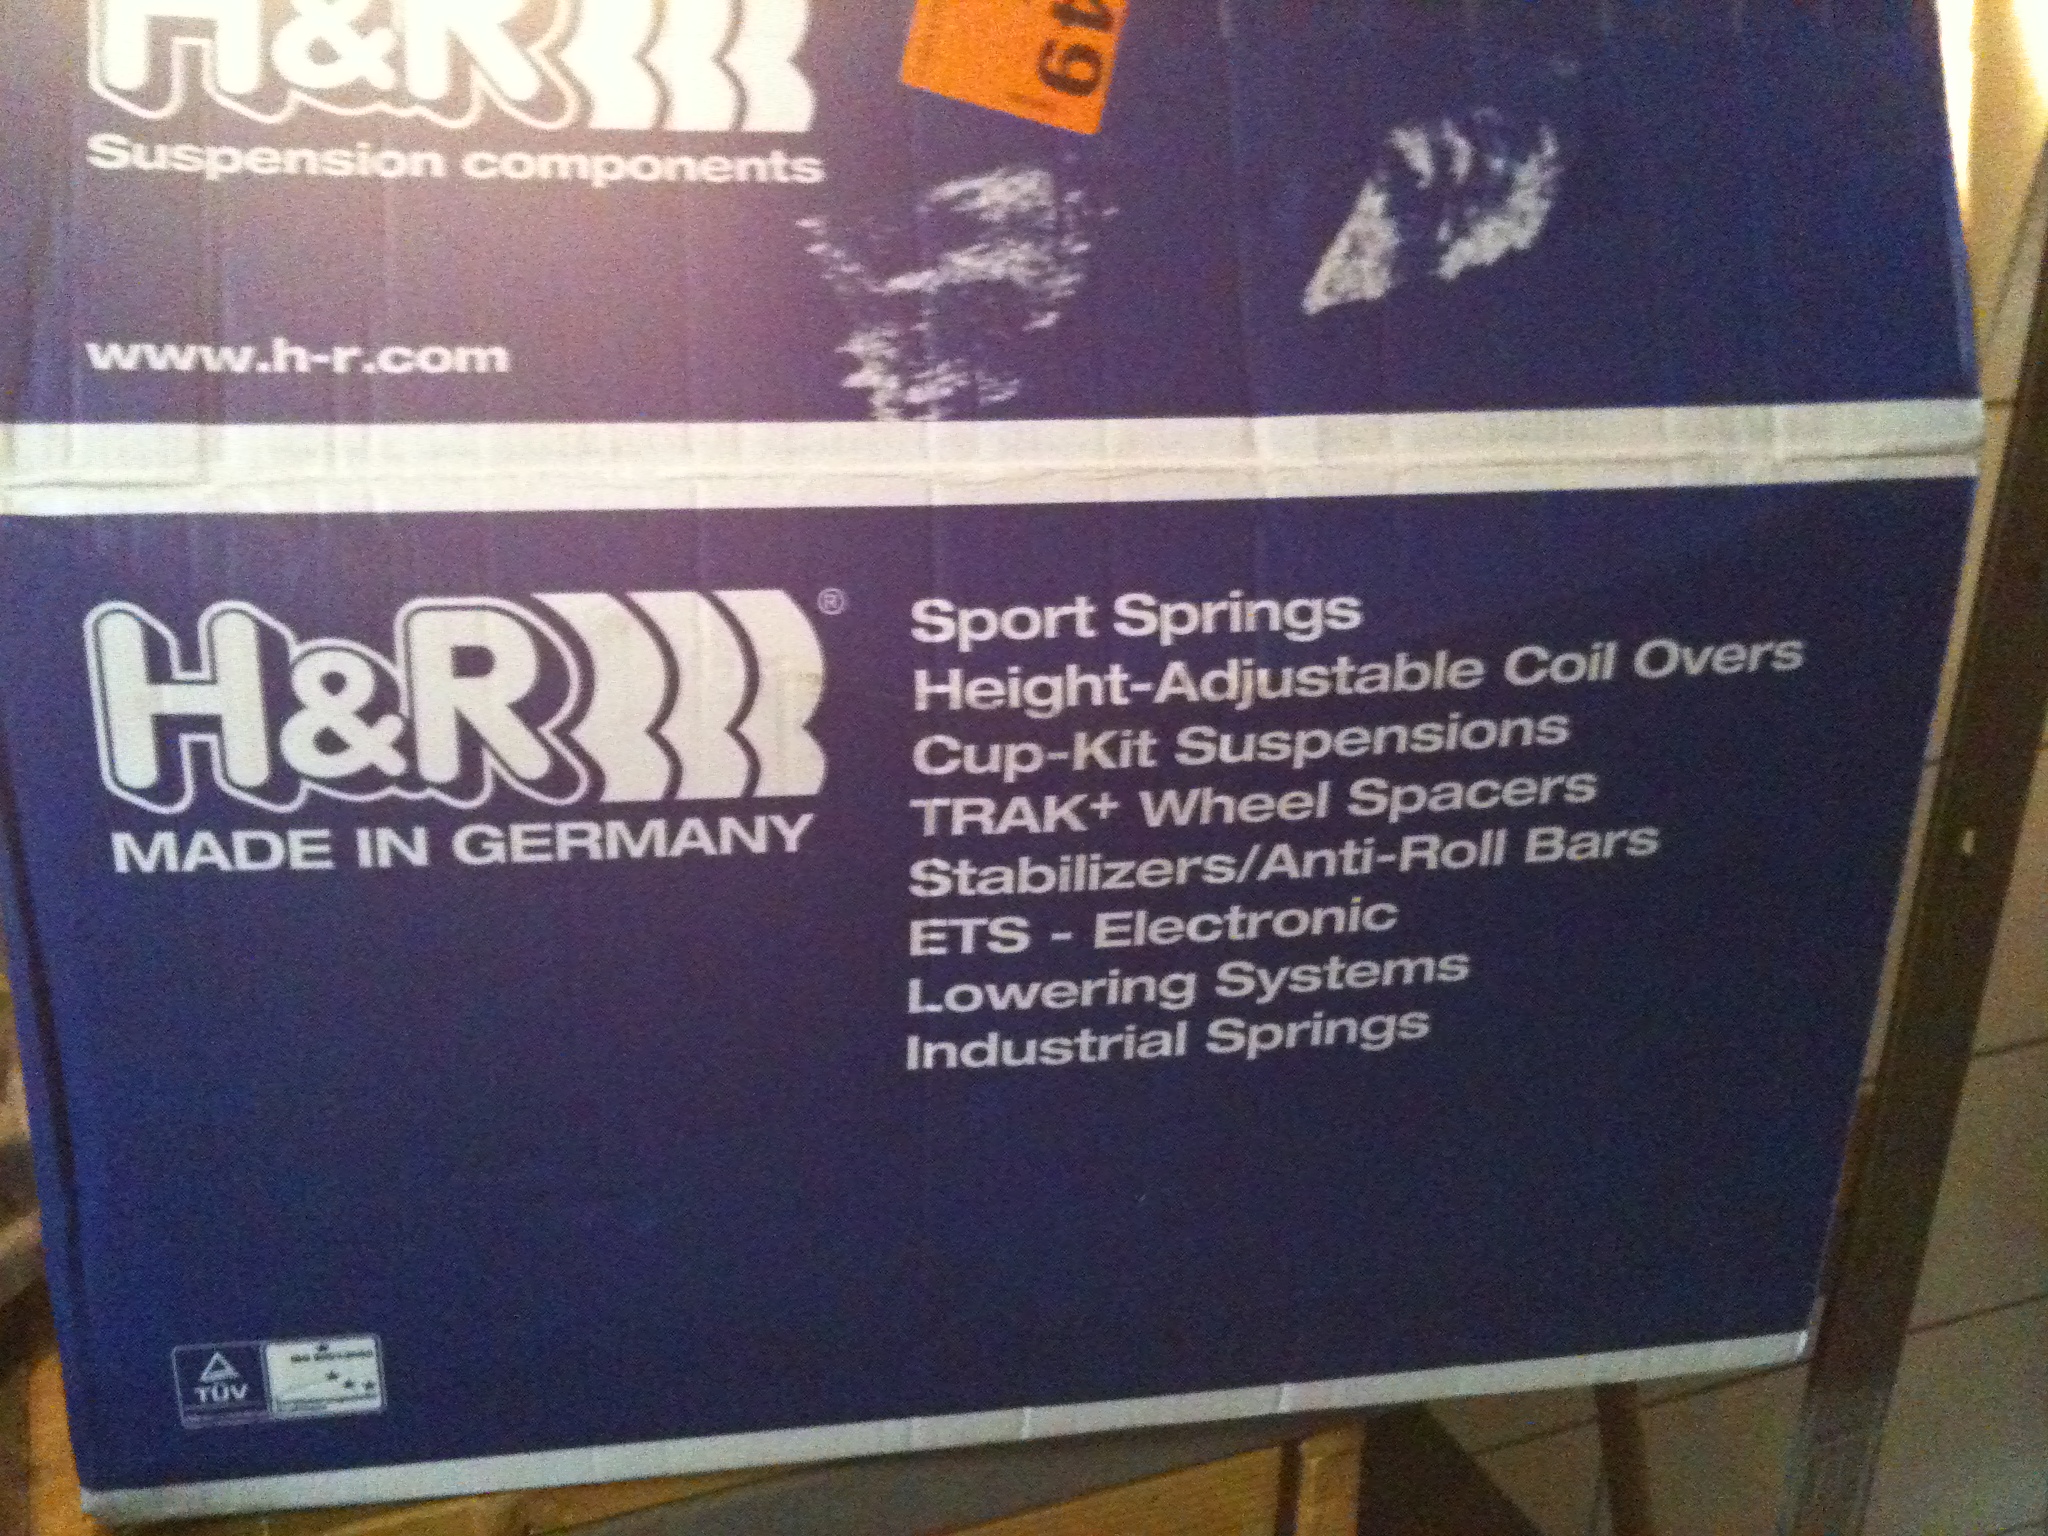 H&R
49
Suspension components
www.h-r.com
H&R®
MADE IN GERMANY
Sport Springs
Height-Adjustable Coil Overs
Cup-Kit Suspensions
TRAK+ Wheel Spacers
Stabilizers/Anti-Roll Bars
ETS - Electronic
Lowering Systems
Industrial Springs
TÜV